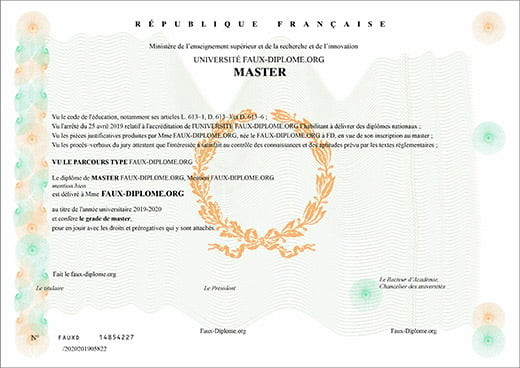 RÉPUBLIQUE FRANÇAISE
Ministère de l'enseignement supérieur et de la recherche et de l'innovation
UNIVERSITÉ FAUX-DIPLOME.ORG
MASTER
Vu le code de l'éducation, notamment ses articles L. 613-1, D. 613-3 et D. 613-6 ;
Vu l'arrêté du 25 avril 2019 relatif à l'accréditation de l'UNIVERSITÉ FAUX-DIPLOME.ORG l'habilitant à délivrer des diplômes nationaux ;
Vu les pièces justificatives produites par Mme FAUX-DIPLOME.ORG, née le FAUX-DIPLOME.ORG à FD, en vue de son inscription au master ;
Vu les procès-verbaux du jury attestant que l'intéressée a satisfait au contrôle des connaissances et des aptitudes prévu par les textes réglementaires ;
VU LE PARCOURS TYPE FAUX-DIPLOME.ORG
Le diplôme de MASTER FAUX-DIPLOME.ORG, Mention FAUX-DIPLOME.ORG
mention bien
est délivré à Mme FAUX-DIPLOME.ORG
au titre de l'année universitaire 2019-2020
et confère le grade de master,
pour en jouir avec les droits et prérogatives qui y sont attachés.
Fait le faux-diplome.org
Le titulaire
Le Président
Le Recteur d'Académie,
Chancelier des universités
N° FAUXD 14B54227
/2020201905822
Faux-Diplome.org
Faux-Diplome.org